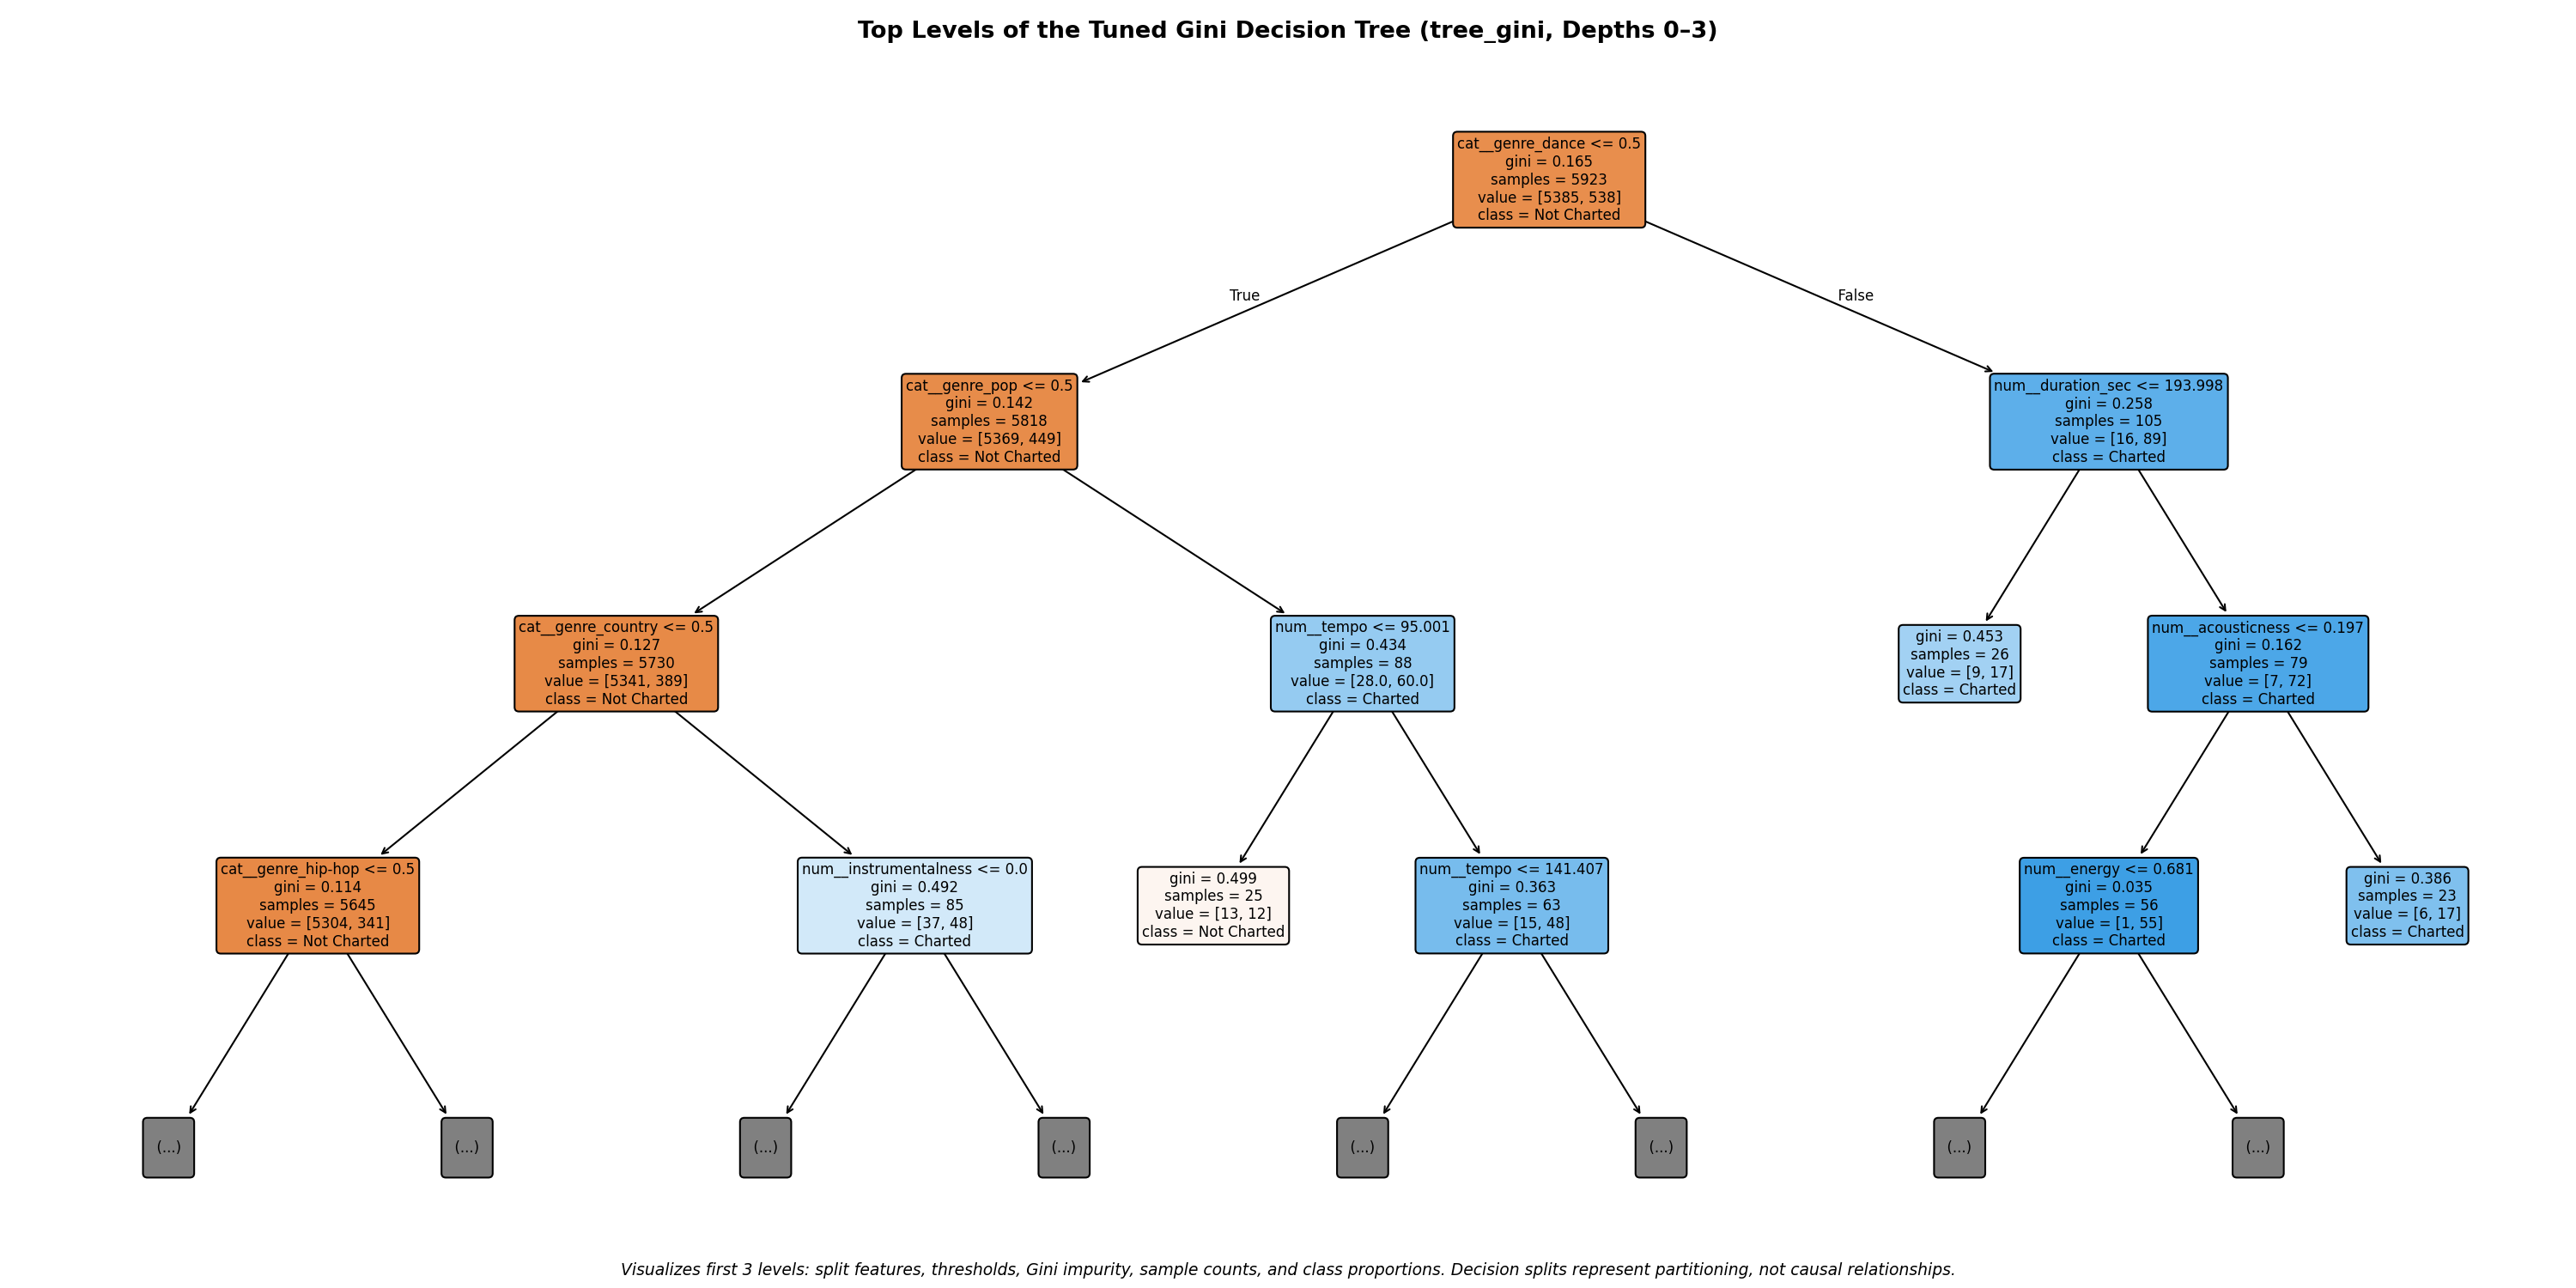 Top Levels of the Tuned Gini Decision Tree (tree_gini, Depths 0–3)
cat__genre_dance <= 0.5
gini = 0.165
samples = 5923
value = [5385, 538]
class = Not Charted
True
False
cat__genre_pop <= 0.5
gini = 0.142
samples = 5818
value = [5369, 449]
class = Not Charted
num__duration_sec <= 193.998
gini = 0.258
samples = 105
value = [16, 89]
class = Charted
cat__genre_country <= 0.5
gini = 0.127
samples = 5730
value = [5341, 389]
class = Not Charted
num__tempo <= 95.001
gini = 0.434
samples = 88
value = [28.0, 60.0]
class = Charted
gini = 0.453
samples = 26
value = [9, 17]
class = Charted
num__acousticness <= 0.197
gini = 0.162
samples = 79
value = [7, 72]
class = Charted
cat__genre_hip-hop <= 0.5
gini = 0.114
samples = 5645
value = [5304, 341]
class = Not Charted
num__instrumentalness <= 0.0
gini = 0.492
samples = 85
value = [37, 48]
class = Charted
gini = 0.499
samples = 25
value = [13, 12]
class = Not Charted
num__tempo <= 141.407
gini = 0.363
samples = 63
value = [15, 48]
class = Charted
num__energy <= 0.681
gini = 0.035
samples = 56
value = [1, 55]
class = Charted
gini = 0.386
samples = 23
value = [6, 17]
class = Charted
(...)
(...)
(...)
(...)
(...)
(...)
(...)
(...)
Visualizes first 3 levels: split features, thresholds, Gini impurity, sample counts, and class proportions. Decision splits represent partitioning, not causal relationships.